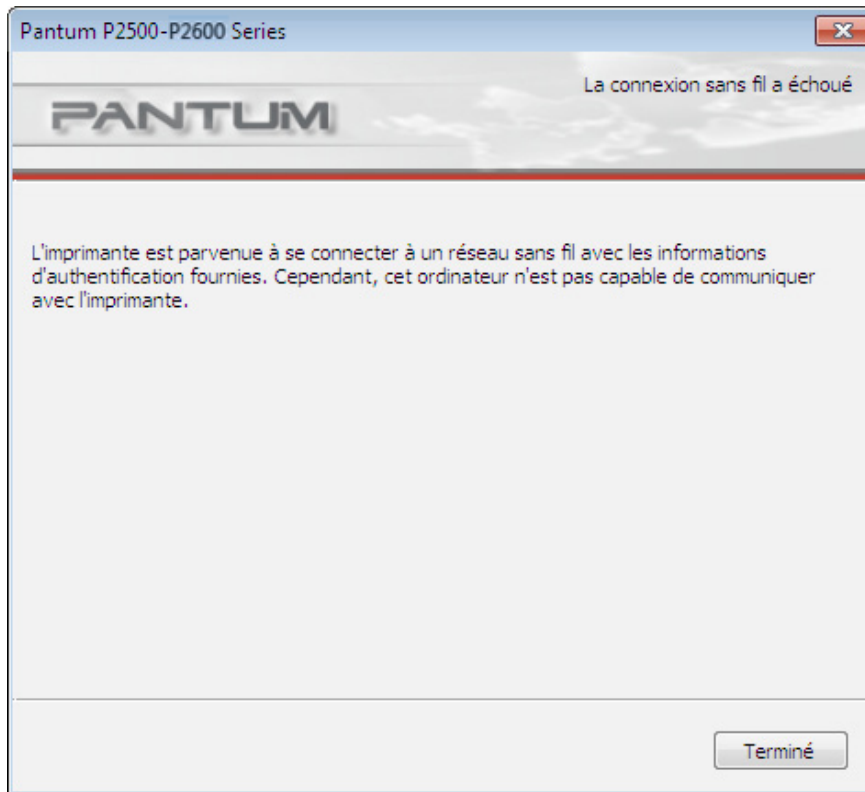 Pantum P2500-P2600 Series
La connexion sans fil a échoué
PANTUM
L'imprimante est parvenue à se connecter à un réseau sans fil avec les informations
d'authentification fournies. Cependant, cet ordinateur n'est pas capable de communiquer
avec l'imprimante.
Terminé